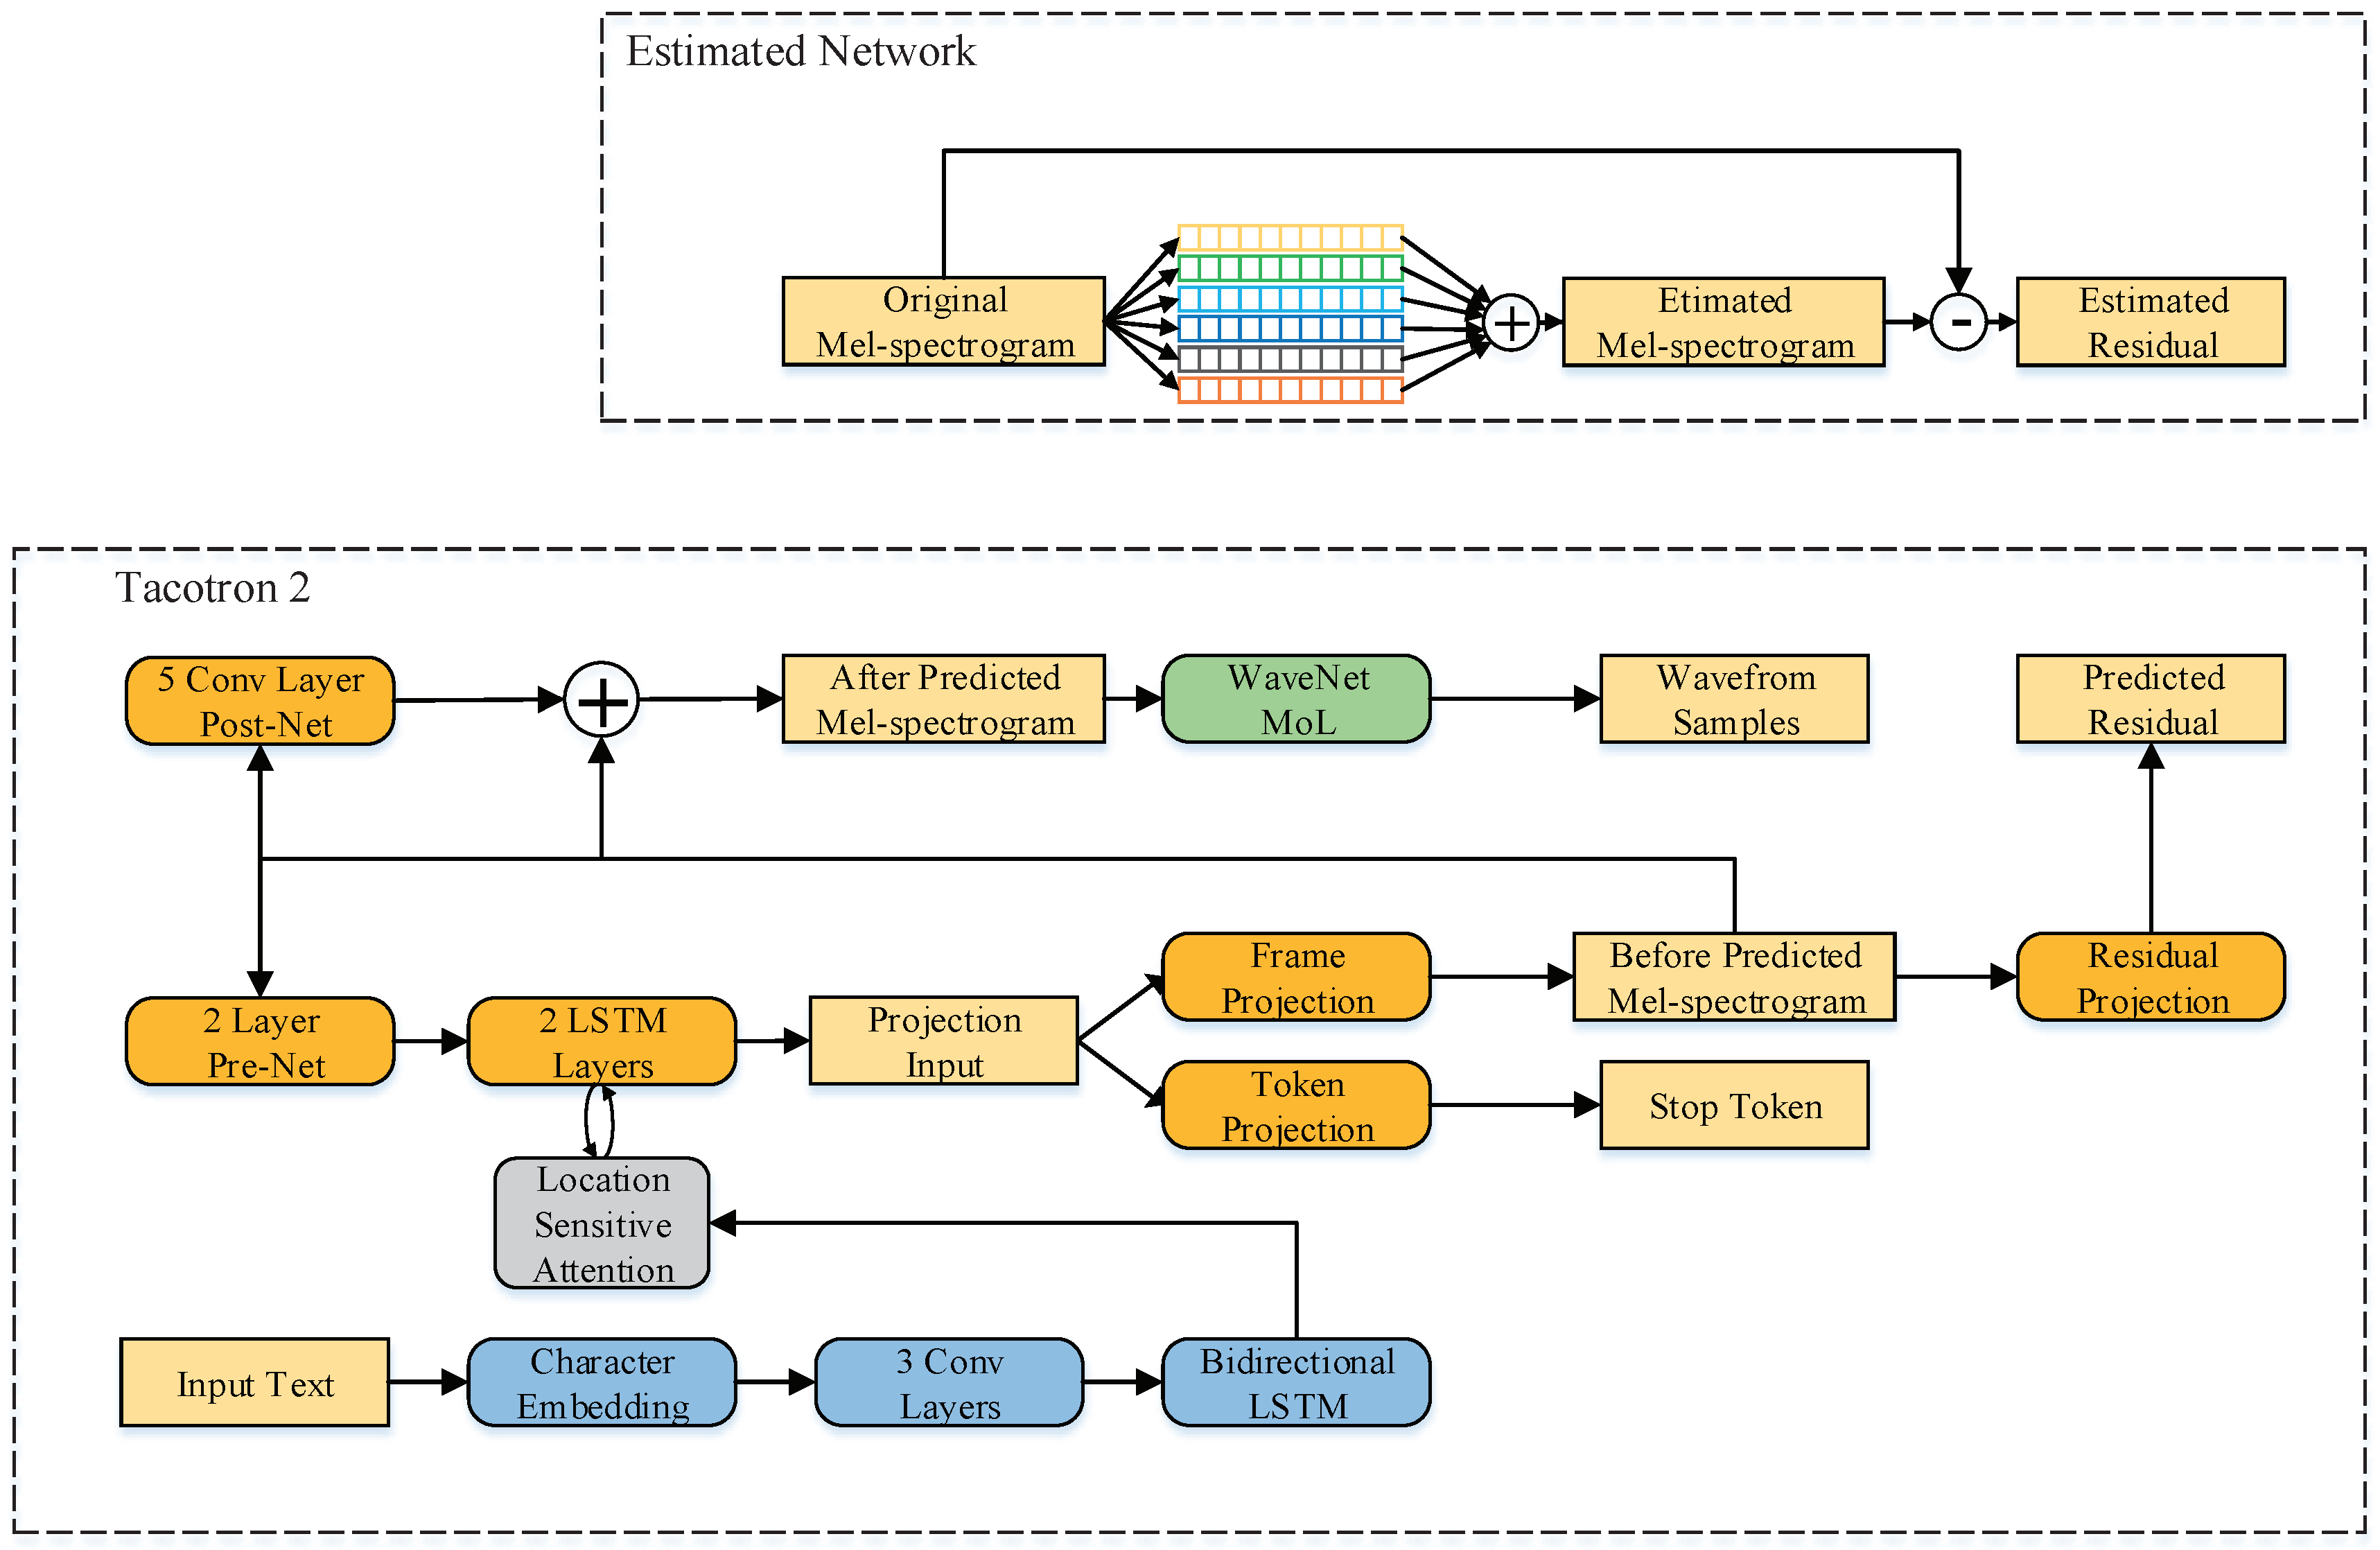 Estimated Network
Original
Mel-spectrogram
+
Etimated
Mel-spectrogram
-
Estimated
Residual
Tacotron 2
5 Conv Layer
Post-Net
+
After Predicted
Mel-spectrogram
WaveNet
MoL
Wavefrom
Samples
Predicted
Residual
2 Layer
Pre-Net
2 LSTM
Layers
Projection
Input
Frame
Projection
Before Predicted
Mel-spectrogram
Residual
Projection
Token
Projection
Stop Token
Location
Sensitive
Attention
Input Text
Character
Embedding
3 Conv
Layers
Bidirectional
LSTM